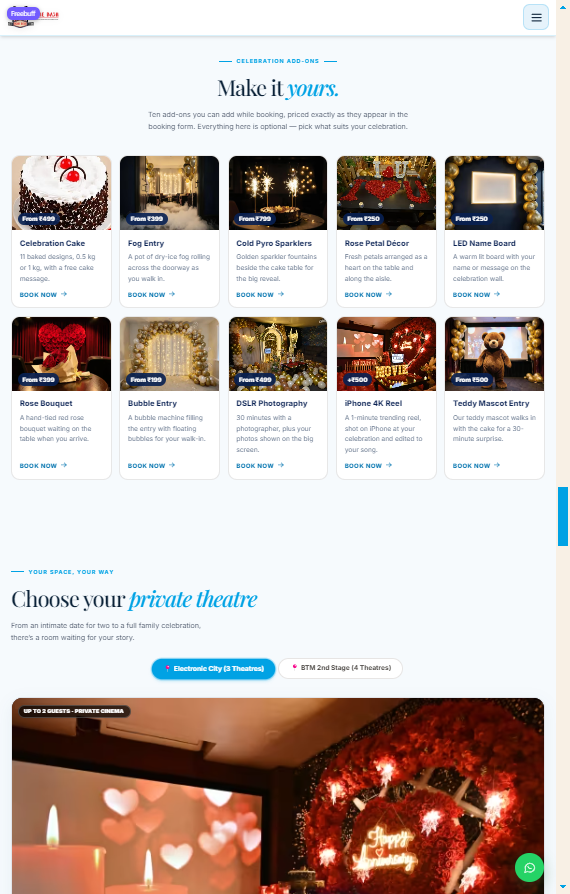 Freebuff
CELEBRATION ADD-ONS
Make it yours.
Ten add-ons you can add while booking, priced exactly as they appear in the
booking form. Everything here is optional — pick what suits your celebration.
From ₹499
Celebration Cake
11 baked designs, 0.5 kg
or 1 kg, with a free cake
message.
BOOK NOW →
From ₹399
Fog Entry
A pot of dry-ice fog rolling
across the doorway as
you walk in.
BOOK NOW →
From ₹799
Cold Pyro Sparklers
Golden sparkler fountains
beside the cake table for
the big reveal.
BOOK NOW →
From ₹250
Rose Petal Décor
Fresh petals arranged as a
heart on the table and
along the aisle.
BOOK NOW →
From ₹250
LED Name Board
A warm lit board with your
name or message on the
celebration wall.
BOOK NOW →
From ₹399
Rose Bouquet
A hand-tied red rose
bouquet waiting on the
table when you arrive.
BOOK NOW →
From ₹199
Bubble Entry
A bubble machine filling
the entry with floating
bubbles for your walk-in.
BOOK NOW →
From ₹499
DSLR Photography
30 minutes with a
photographer, plus your
photos shown on the big
screen.
BOOK NOW →
MOVIE
+₹500
iPhone 4K Reel
A 1-minute trending reel,
shot on iPhone at your
celebration and edited to
your song.
BOOK NOW →
From ₹500
Teddy Mascot Entry
Our teddy mascot walks in
with the cake for a 30-
minute surprise.
BOOK NOW →
YOUR SPACE, YOUR WAY
Choose your private theatre
From an intimate date for two to a full family celebration,
there's a room waiting for your story.
Electronic City (3 Theatres)
BTM 2nd Stage (4 Theatres)
UP TO 2 GUESTS · PRIVATE CINEMA
Happy
Anniversary